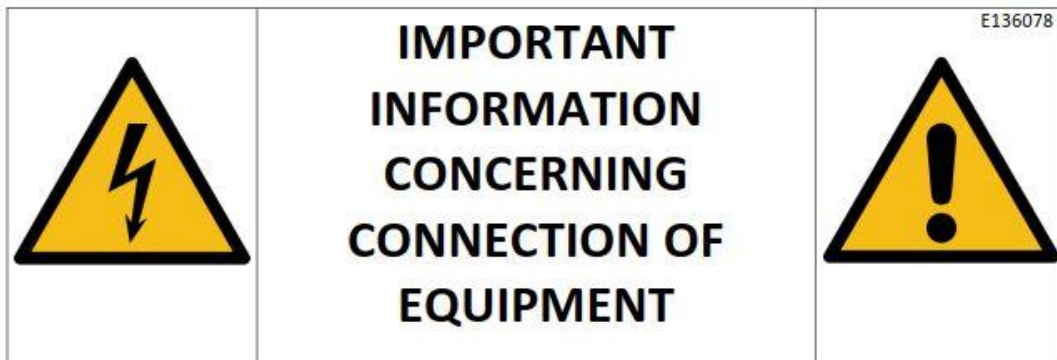 IMPORTANT
INFORMATION
CONCERNING
CONNECTION OF
EQUIPMENT
E136078